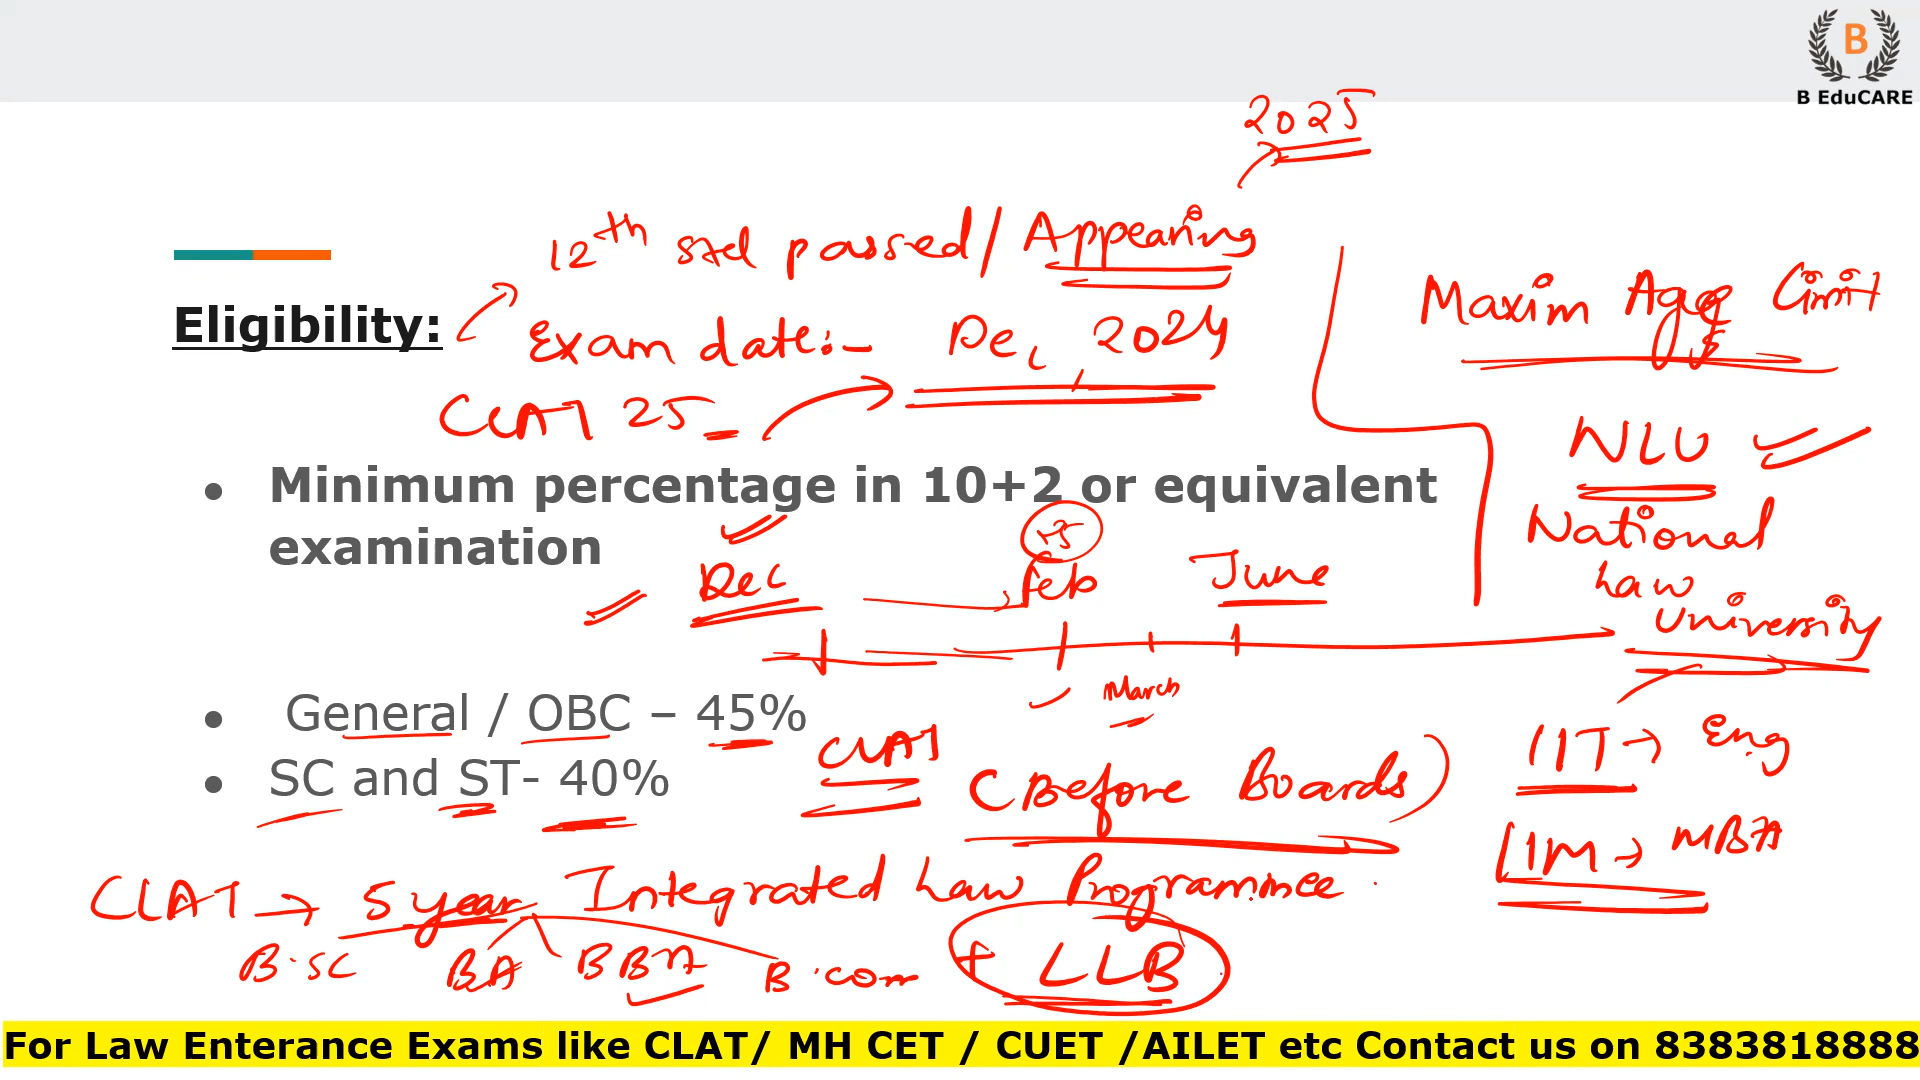 B
B EduCARE
2025
12th std passed / Appearing
Maxim Age Limit
Eligibility:
Exam date:- Dec, 2024
CLAT 25
NLU
Minimum percentage in 10+2 or equivalent
examination
National
Law
University
25
Dec
Feb
June
March
General / OBC – 45%
SC and ST- 40%
CLAT
(Before Boards)
IIT → Eng
IIM → MBA
CLAT → 5 year Integrated Law Programme
B.SC BA BBA B.com + LLB
For Law Enterance Exams like CLAT/ MH CET / CUET /AILET etc Contact us on 8383818888